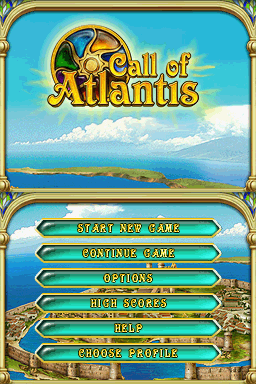 Call of
Atlantis
START NEW GAME
CONTINUE GAME
OPTIONS
HIGH SCORES
HELP
CHOOSE PROFILE